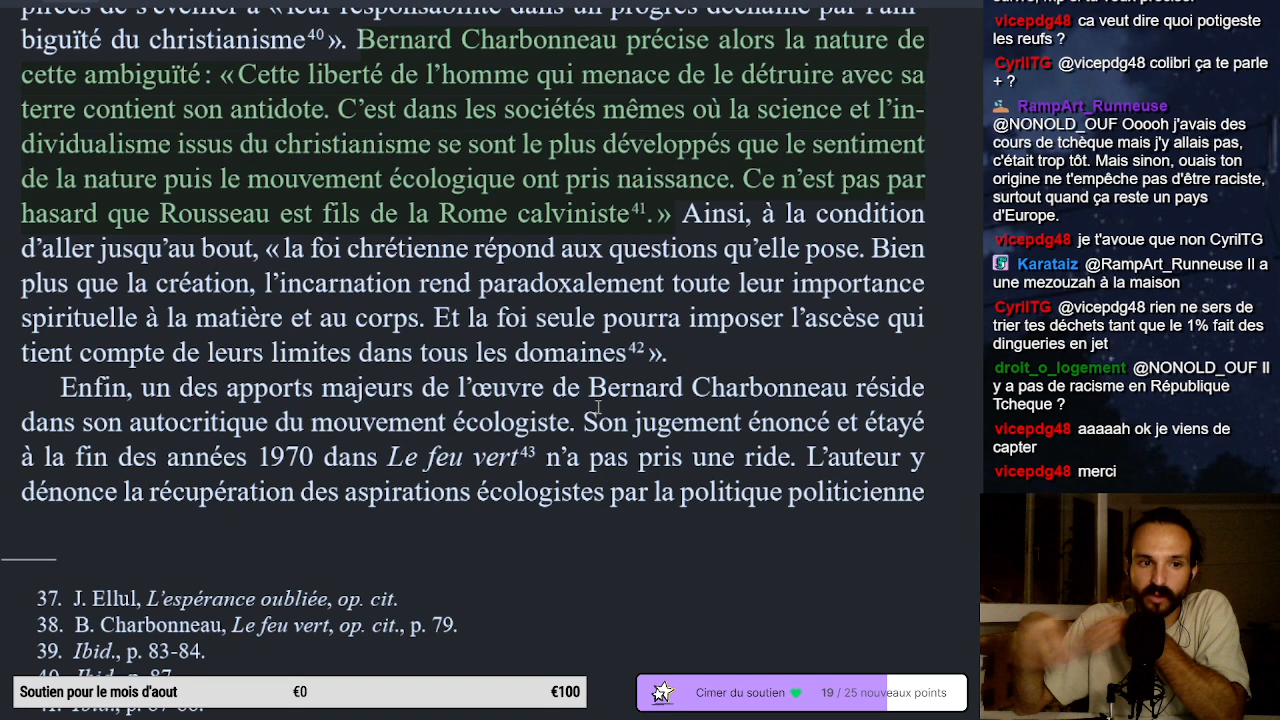 pirées de s'éveiller à « leur responsabilité dans un progrès déchaîné par l'am-
biguïté du christianisme⁴⁰ ». Bernard Charbonneau précise alors la nature de
cette ambiguïté : « Cette liberté de l'homme qui menace de le détruire avec sa
terre contient son antidote. C'est dans les sociétés mêmes où la science et l'in-
dividualisme issus du christianisme se sont le plus développés que le sentiment
de la nature puis le mouvement écologique ont pris naissance. Ce n'est pas par
hasard que Rousseau est fils de la Rome calviniste⁴¹. » Ainsi, à la condition
d'aller jusqu'au bout, « la foi chrétienne répond aux questions qu'elle pose. Bien
plus que la création, l'incarnation rend paradoxalement toute leur importance
spirituelle à la matière et au corps. Et la foi seule pourra imposer l'ascèse qui
tient compte de leurs limites dans tous les domaines⁴² ».
Enfin, un des apports majeurs de l'œuvre de Bernard Charbonneau réside
dans son autocritique du mouvement écologiste. Son jugement énoncé et étayé
à la fin des années 1970 dans Le feu vert⁴³ n'a pas pris une ride. L'auteur y
dénonce la récupération des aspirations écologistes par la politique politicienne
37. J. Ellul, L'espérance oubliée, op. cit.
38. B. Charbonneau, Le feu vert, op. cit., p. 79.
39. Ibid., p. 83-84.
Soutien pour le mois d'aout €0 €100
Cimer du soutien 19 / 25 nouveaux points
vicepdg48 ca veut dire quoi potigeste
les reufs ?
CyrilTG @vicepdg48 colibri ça te parle
+ ?
RampArt_Runneuse
@NONOLD_OUF Ooooh j'avais des
cours de tchèque mais j'y allais pas,
c'était trop tôt. Mais sinon, ouais ton
origine ne t'empêche pas d'être raciste,
surtout quand ça reste un pays
d'Europe.
vicepdg48 je t'avoue que non CyrilTG
Karataiz @RampArt_Runneuse Il a
une mezouzah à la maison
CyrilTG @vicepdg48 rien ne sers de
trier tes déchets tant que le 1% fait des
dingueries en jet
droit_o_logement @NONOLD_OUF Il
y a pas de racisme en République
Tcheque ?
vicepdg48 aaaaah ok je viens de
capter
vicepdg48 merci